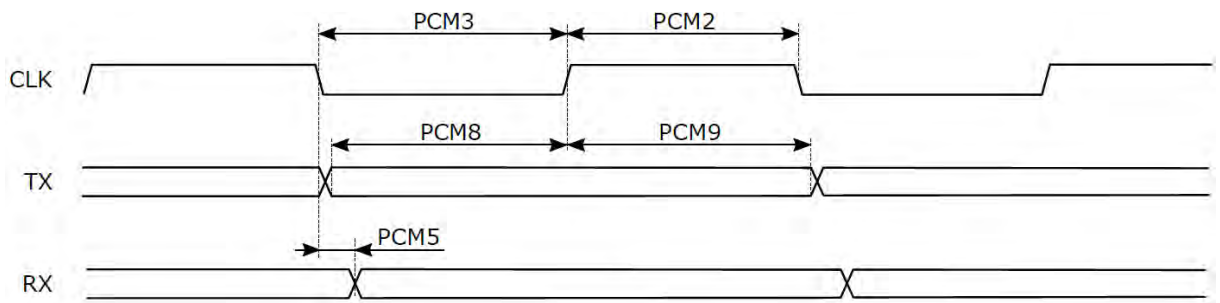 PCM3 PCM2
CLK
PCM8 PCM9
TX
PCM5
RX